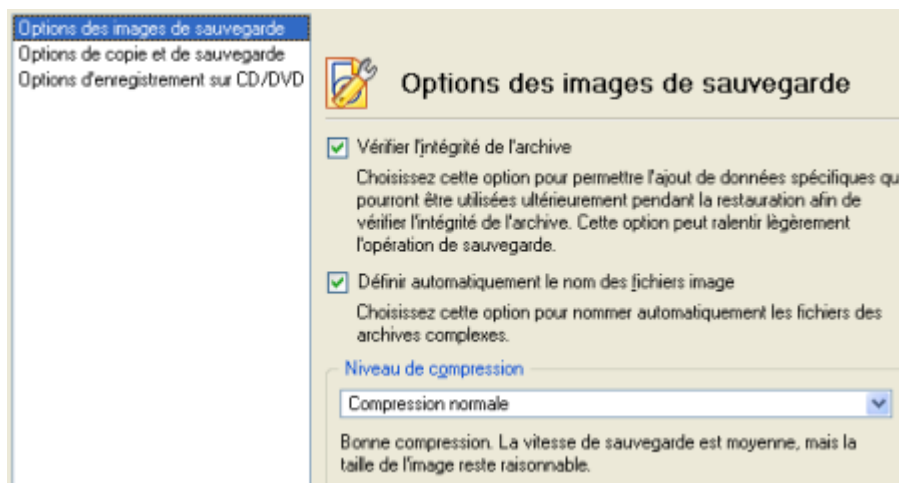 Options des images de sauvegarde
Options de copie et de sauvegarde
Options d'enregistrement sur CD/DVD
Options des images de sauvegarde
Vérifier l'intégrité de l'archive
Choisissez cette option pour permettre l'ajout de données spécifiques qu
pourront être utilisées ultérieurement pendant la restauration afin de
vérifier l'intégrité de l'archive. Cette option peut ralentir lègèrement
l'opération de sauvegarde.
Définir automatiquement le nom des fichiers image
Choisissez cette option pour nommer automatiquement les fichiers des
archives complexes.
Niveau de compression
Compression normale
Bonne compression. La vitesse de sauvegarde est moyenne, mais la
taille de l'image reste raisonnable.